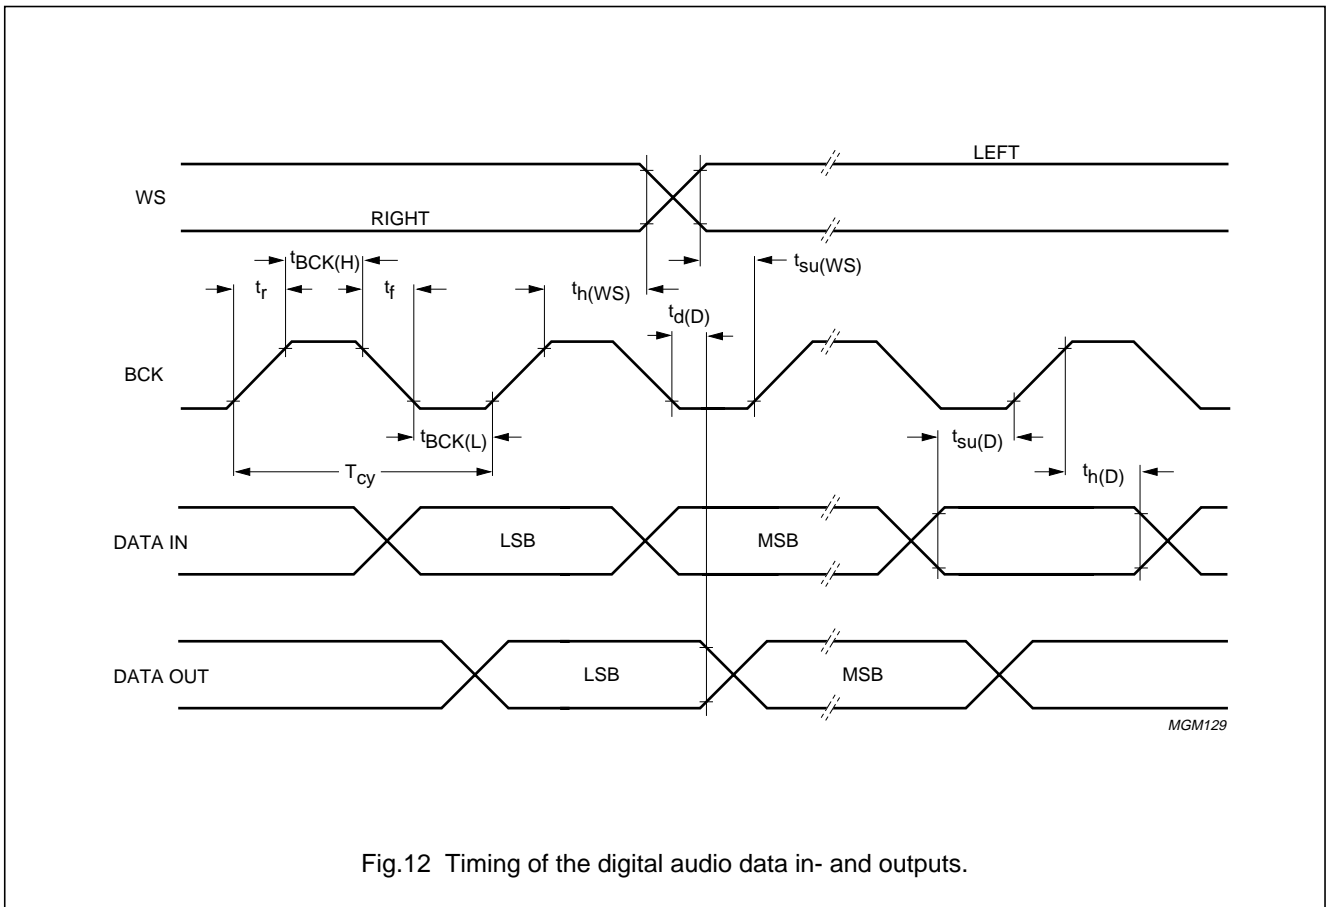 LEFT
WS
RIGHT
tBCK(H)
tsu(WS)
tr
tf
th(WS)
td(D)
BCK
tBCK(L)
tsu(D)
Tcy
th(D)
DATA IN
LSB
MSB
DATA OUT
LSB
MSB
MGM129
Fig.12 Timing of the digital audio data in- and outputs.